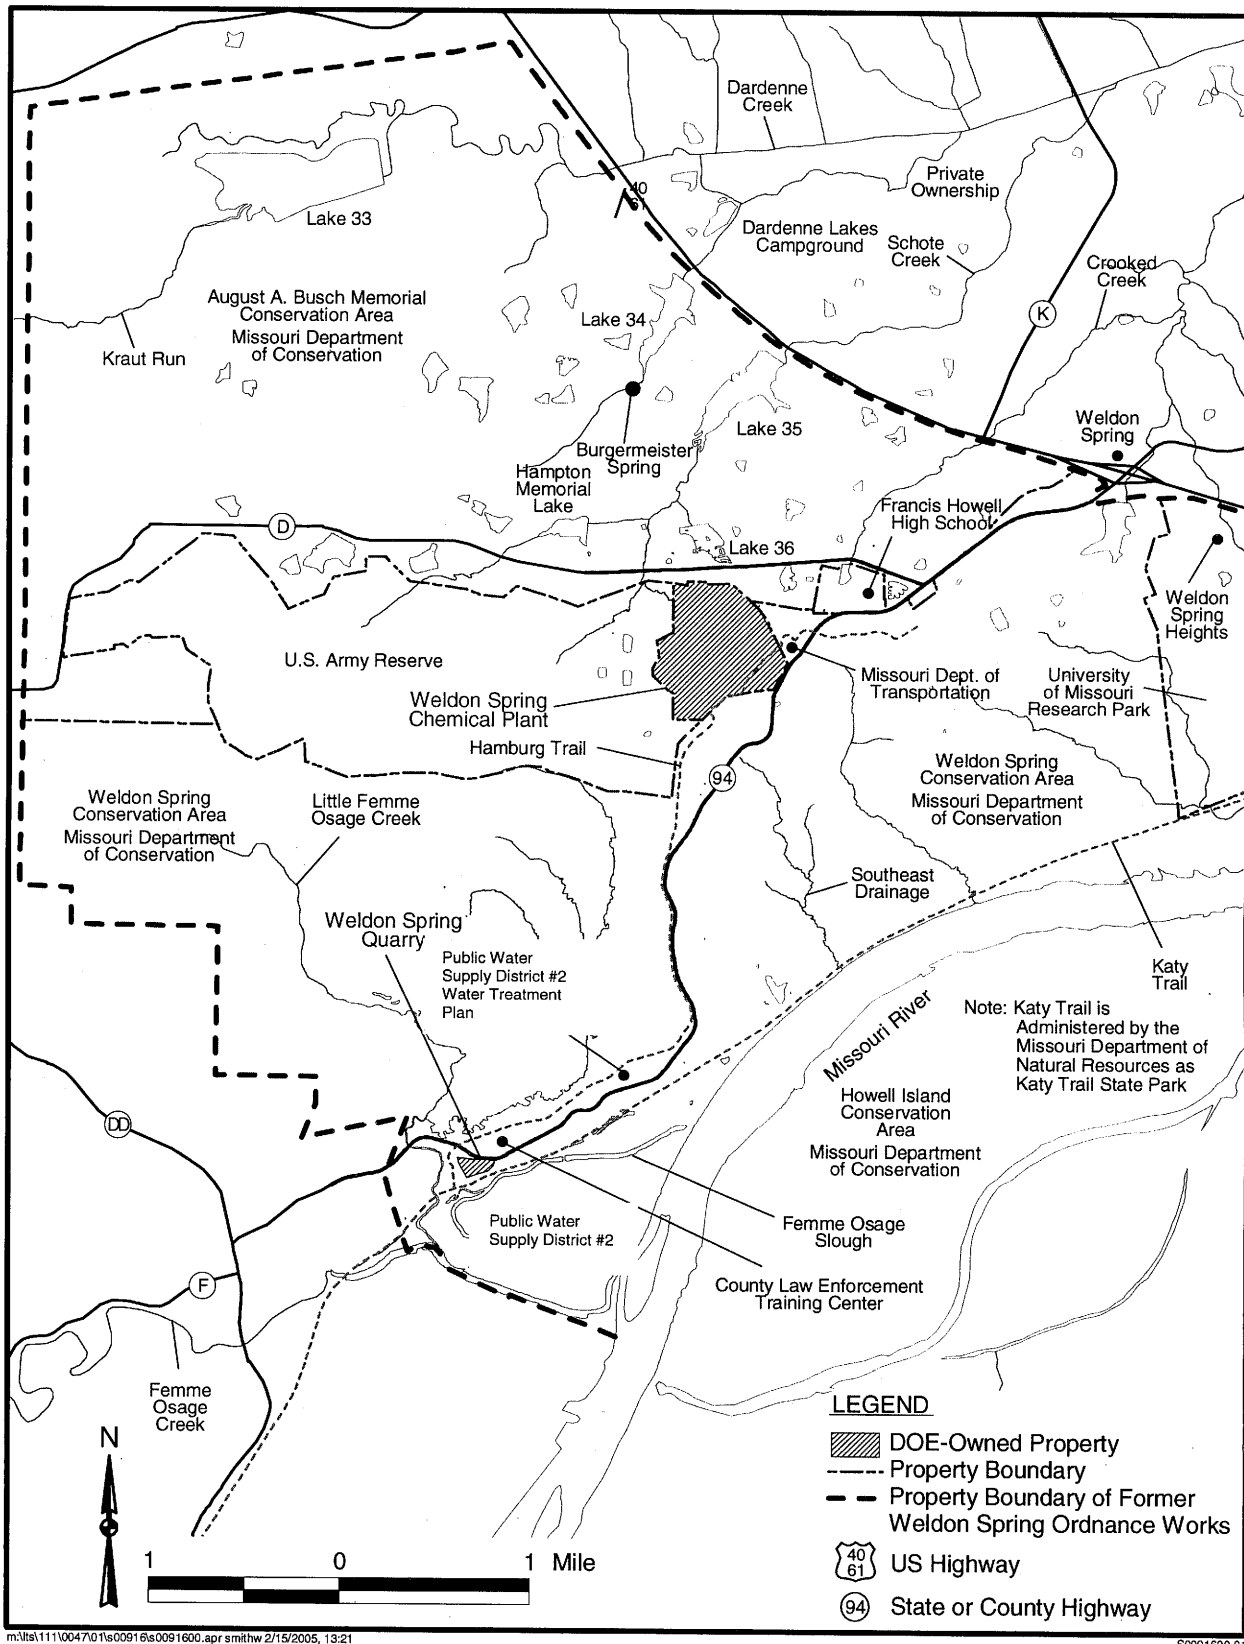 Dardenne
Creek
Private
Ownership
40
61
Lake 33
Dardenne Lakes
Campground
Schote
Creek
Crooked
Creek
August A. Busch Memorial
Conservation Area
Missouri Department
of Conservation
Lake 34
K
Kraut Run
Weldon
Spring
Lake 35
Burgermeister
Spring
Hampton
Memorial
Lake
Francis Howell
High School
D
Lake 36
Weldon
Spring
Heights
U.S. Army Reserve
Missouri Dept. of
Transportation
University
of Missouri
Research Park
Weldon Spring
Chemical Plant
Hamburg Trail
94
Weldon Spring
Conservation Area
Missouri Department
of Conservation
Weldon Spring
Conservation Area
Missouri Department
of Conservation
Little Femme
Osage Creek
Southeast
Drainage
Weldon Spring
Quarry
Public Water
Supply District #2
Water Treatment
Plan
Katy
Trail
Missouri River
Note: Katy Trail is
Administered by the
Missouri Department of
Natural Resources as
Katy Trail State Park
Howell Island
Conservation
Area
Missouri Department
of Conservation
DD
Public Water
Supply District #2
Femme Osage
Slough
F
County Law Enforcement
Training Center
Femme
Osage
Creek
N
LEGEND
DOE-Owned Property
Property Boundary
Property Boundary of Former
Weldon Spring Ordnance Works
40
61
US Highway
94
State or County Highway
1 0 1 Mile
m:\lts\111\0047\01\s00916\s0091600.apr smithw 2/15/2005, 13:21